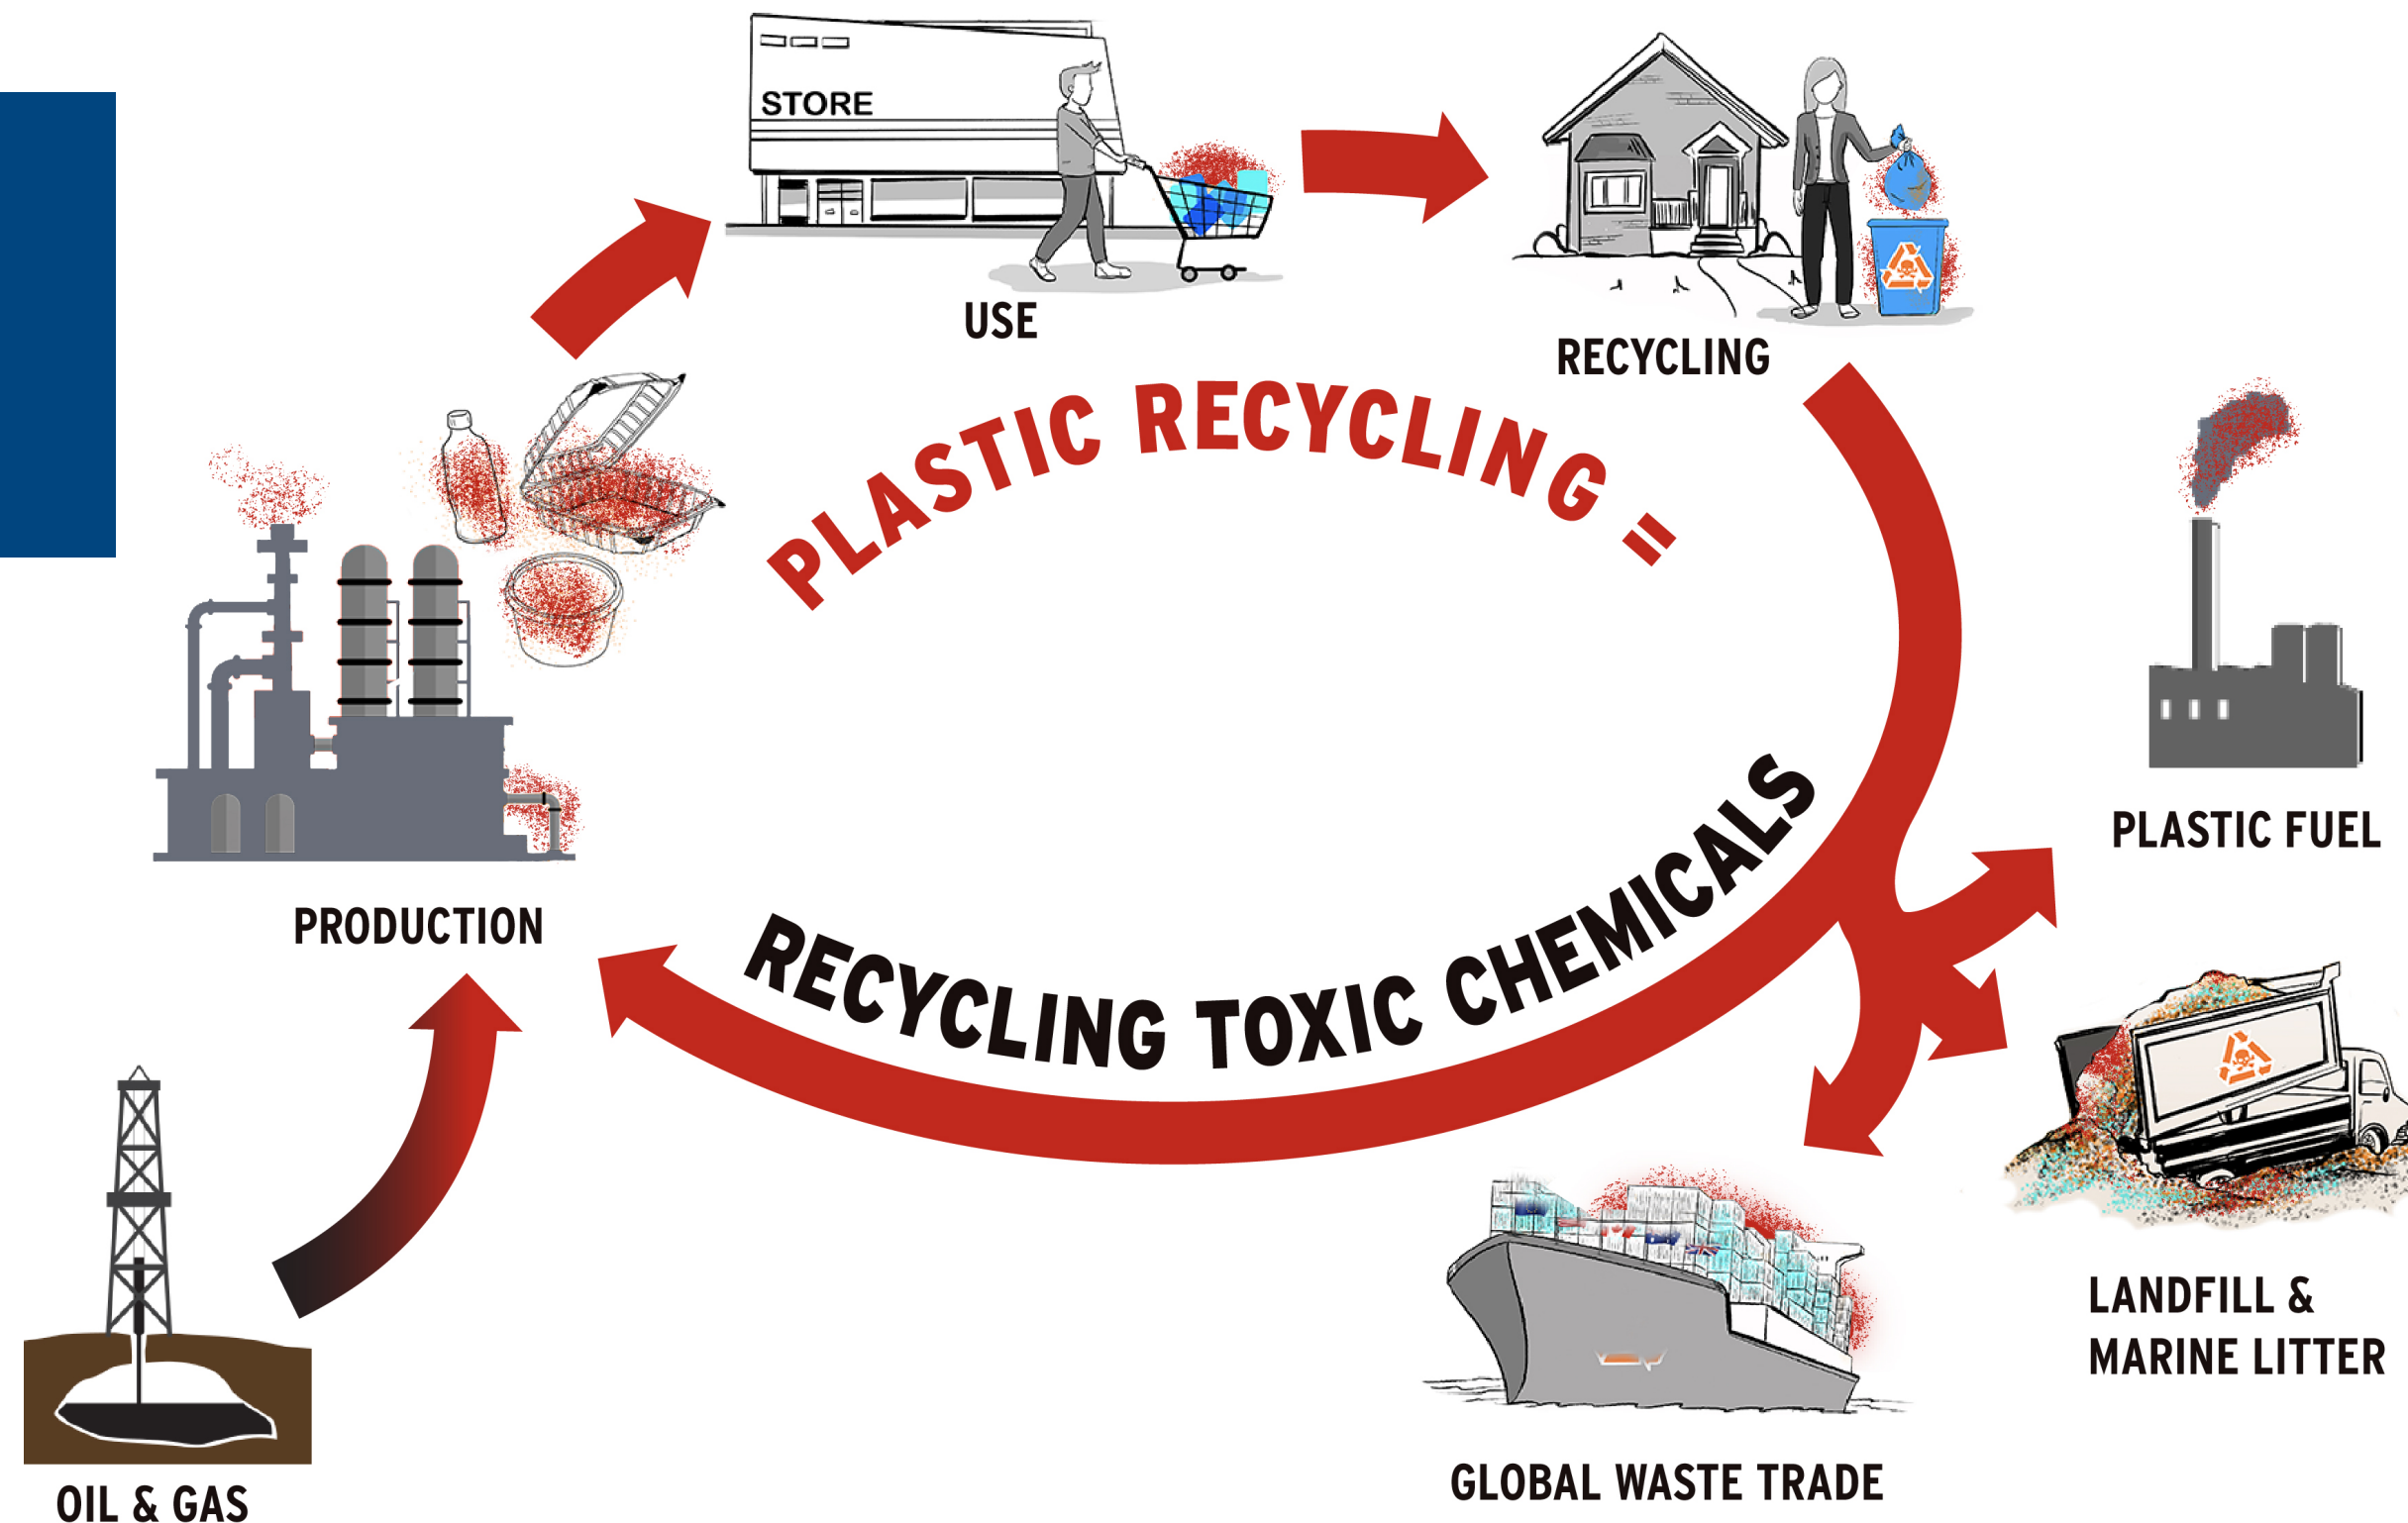 STORE
USE
RECYCLING
PLASTIC RECYCLING =
RECYCLING TOXIC CHEMICALS
PRODUCTION
PLASTIC FUEL
LANDFILL &
MARINE LITTER
GLOBAL WASTE TRADE
OIL & GAS